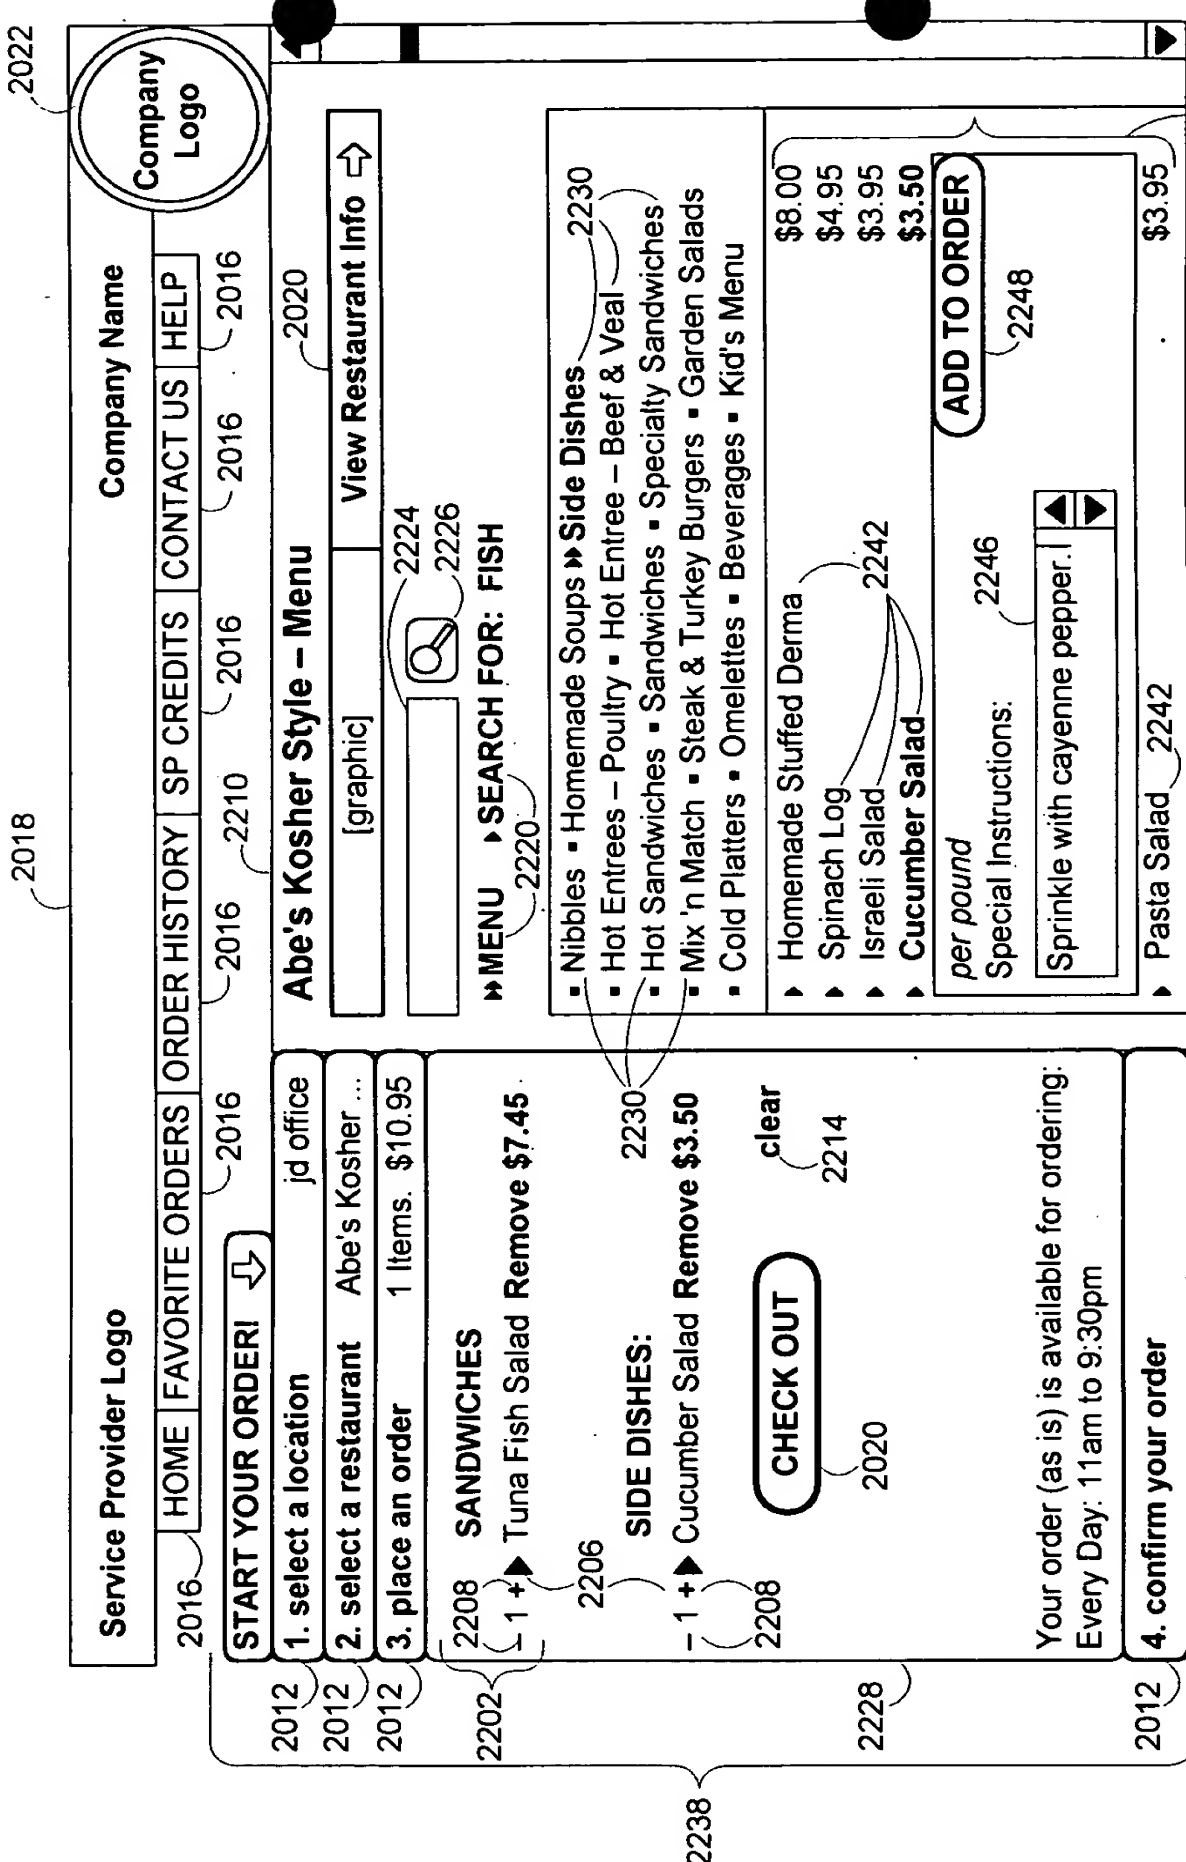 2018
2022
Service Provider Logo
Company Name
Company Logo
2016
HOME
FAVORITE ORDERS
ORDER HISTORY
SP CREDITS
CONTACT US
HELP
2016
2016
2016
2016
2016
START YOUR ORDER!
2012
1. select a location
jd office
2012
2. select a restaurant
Abe's Kosher ...
2012
3. place an order
1 Items. $10.95
2202
2208
SANDWICHES
– 1 +
Tuna Fish Salad Remove $7.45
2206
2230
SIDE DISHES:
– 1 +
Cucumber Salad Remove $3.50
2208
CHECK OUT
clear
2020
2214
2228
2238
Your order (as is) is available for ordering:
Every Day: 11am to 9:30pm
2012
4. confirm your order
2210
Abe's Kosher Style – Menu
2020
[graphic]
View Restaurant Info
2224
2226
MENU
SEARCH FOR: FISH
2220
2230
▪ Nibbles ▪ Homemade Soups Side Dishes
▪ Hot Entrees – Poultry ▪ Hot Entree – Beef & Veal
▪ Hot Sandwiches ▪ Sandwiches ▪ Specialty Sandwiches
▪ Mix 'n Match ▪ Steak & Turkey Burgers ▪ Garden Salads
▪ Cold Platters ▪ Omelettes ▪ Beverages ▪ Kid's Menu
Homemade Stuffed Derma $8.00
Spinach Log $4.95
Israeli Salad $3.95
Cucumber Salad $3.50
2242
per pound
ADD TO ORDER
Special Instructions:
2246
2248
Sprinkle with cayenne pepper.
Pasta Salad 2242 $3.95